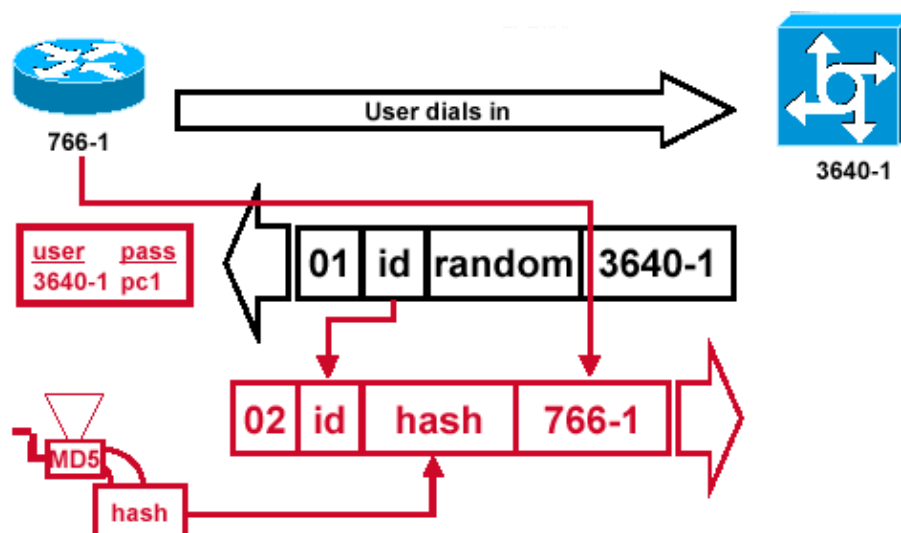 User dials in
766-1
3640-1
user pass
3640-1 pc1
01 id random 3640-1
02 id hash 766-1
MD5
hash